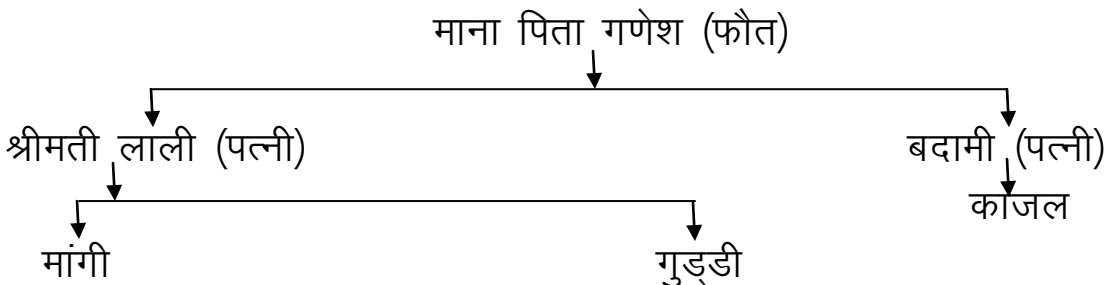 माना पिता गणेश (फौत)
श्रीमती लाली (पत्नी) बदामी (पत्नी)
काजल
मांगी गुड्डी